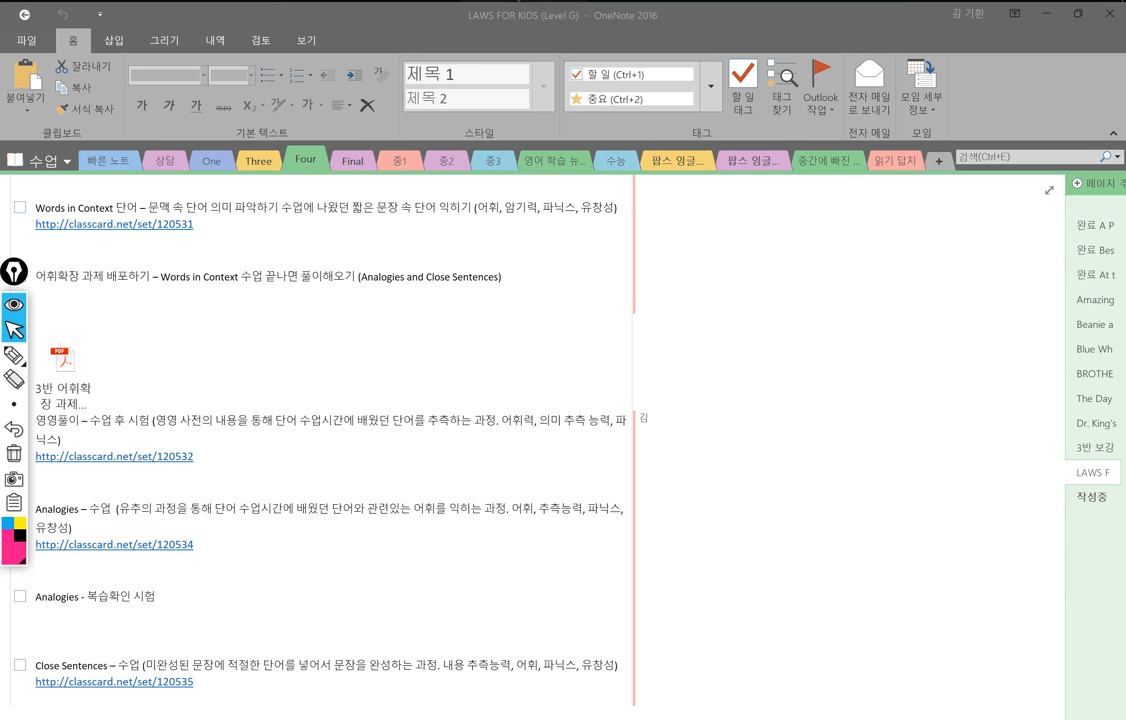 LAWS FOR KIDS (Level G) - OneNote 2016
김 기환
파일 홈 삽입 그리기 내역 검토 보기
붙여넣기
잘라내기
복사
서식 복사
클립보드
가 가 가 X₂ 가
기본 텍스트
제목 1
제목 2
스타일
할 일 (Ctrl+1)
중요 (Ctrl+2)
할 일 태그
태그 찾기
Outlook 작업
태그
전자 메일로 보내기
전자 메일
모임 세부 정보
모임
수업 빠른 노트 상담 One Three Four Final 중1 중2 중3 영어 학습 뉴... 수능 팝스 잉글... 팝스 잉글... 중간에 빠진 ... 읽기 답지 +
검색(Ctrl+E)
Words in Context 단어 – 문맥 속 단어 의미 파악하기 수업에 나왔던 짧은 문장 속 단어 익히기 (어휘, 암기력, 파닉스, 유창성)
http://classcard.net/set/120531
어휘확장 과제 배포하기 – Words in Context 수업 끝나면 풀이해오기 (Analogies and Close Sentences)
PDF
3반 어휘확
장 과제...
영영풀이 – 수업 후 시험 (영영 사전의 내용을 통해 단어 수업시간에 배웠던 단어를 추측하는 과정. 어휘력, 의미 추측 능력, 파
닉스)
http://classcard.net/set/120532
김
Analogies – 수업 (유추의 과정을 통해 단어 수업시간에 배웠던 단어와 관련있는 어휘를 익히는 과정. 어휘, 추측능력, 파닉스,
유창성)
http://classcard.net/set/120534
Analogies - 복습확인 시험
Close Sentences – 수업 (미완성된 문장에 적절한 단어를 넣어서 문장을 완성하는 과정. 내용 추측능력, 어휘, 파닉스, 유창성)
http://classcard.net/set/120535
페이지
완료 A P
완료 Bes
완료 At t
Amazing
Beanie a
Blue Wh
BROTHE
The Day
Dr. King's
3반 보강
LAWS F
작성중